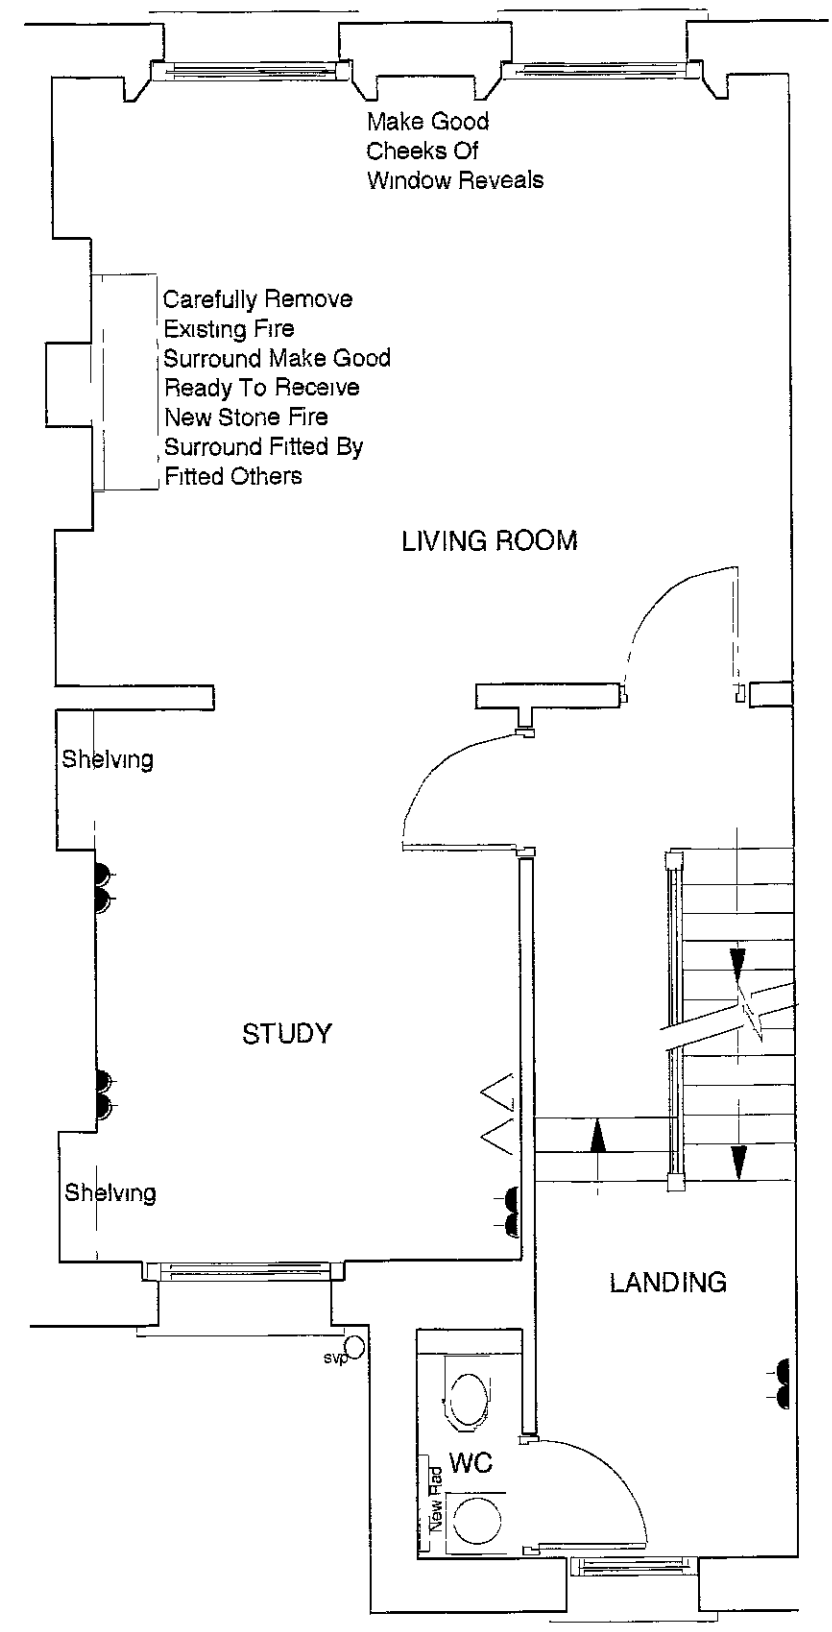 Make Good
Cheeks Of
Window Reveals
Carefully Remove
Existing Fire
Surround Make Good
Ready To Receive
New Stone Fire
Surround Fitted By
Fitted Others
LIVING ROOM
Shelving
STUDY
Shelving
LANDING
svp
WC
New Rad